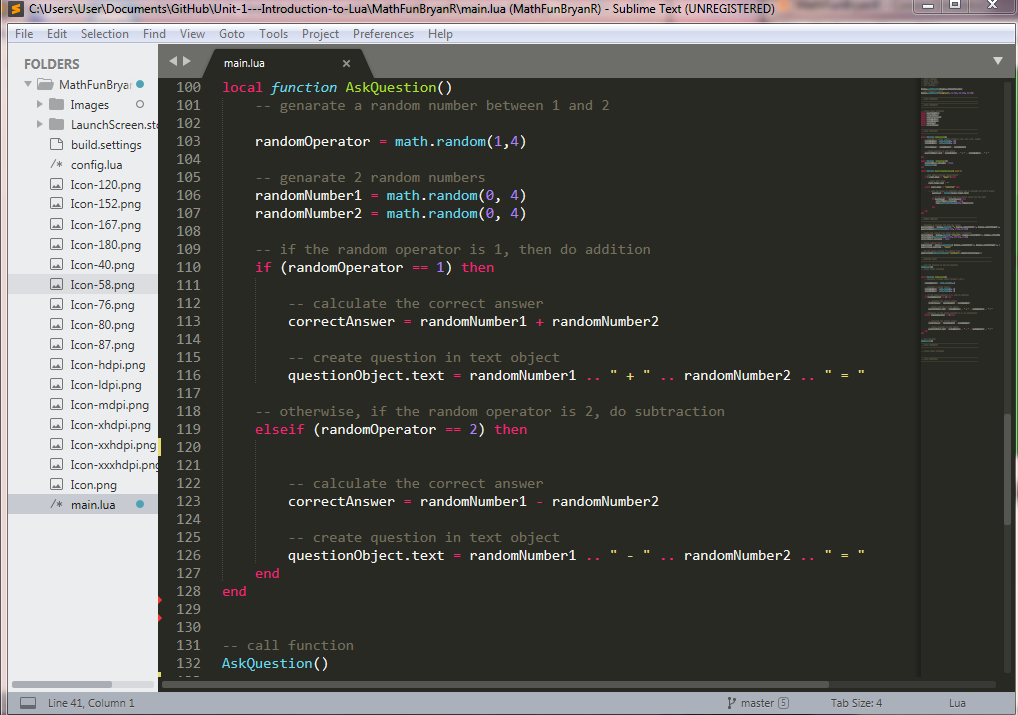 C:\Users\User\Documents\GitHub\Unit-1---Introduction-to-Lua\MathFunBryanR\main.lua (MathFunBryanR) - Sublime Text (UNREGISTERED)
File Edit Selection Find View Goto Tools Project Preferences Help
FOLDERS
MathFunBryan
Images
LaunchScreen.sto
build.settings
/* config.lua
Icon-120.png
Icon-152.png
Icon-167.png
Icon-180.png
Icon-40.png
Icon-58.png
Icon-76.png
Icon-80.png
Icon-87.png
Icon-hdpi.png
Icon-ldpi.png
Icon-mdpi.png
Icon-xhdpi.png
Icon-xxhdpi.png
Icon-xxxhdpi.png
Icon.png
/* main.lua
main.lua ×
100 local function AskQuestion()
101 -- genarate a random number between 1 and 2
102
103 randomOperator = math.random(1,4)
104
105 -- genarate 2 random numbers
106 randomNumber1 = math.random(0, 4)
107 randomNumber2 = math.random(0, 4)
108
109 -- if the random operator is 1, then do addition
110 if (randomOperator == 1) then
111
112 -- calculate the correct answer
113 correctAnswer = randomNumber1 + randomNumber2
114
115 -- create question in text object
116 questionObject.text = randomNumber1 .. " + " .. randomNumber2 .. " = "
117
118 -- otherwise, if the random operator is 2, do subtraction
119 elseif (randomOperator == 2) then
120
121
122 -- calculate the correct answer
123 correctAnswer = randomNumber1 - randomNumber2
124
125 -- create question in text object
126 questionObject.text = randomNumber1 .. " - " .. randomNumber2 .. " = "
127 end
128 end
129
130
131 -- call function
132 AskQuestion()
Line 41, Column 1 master 5 Tab Size: 4 Lua